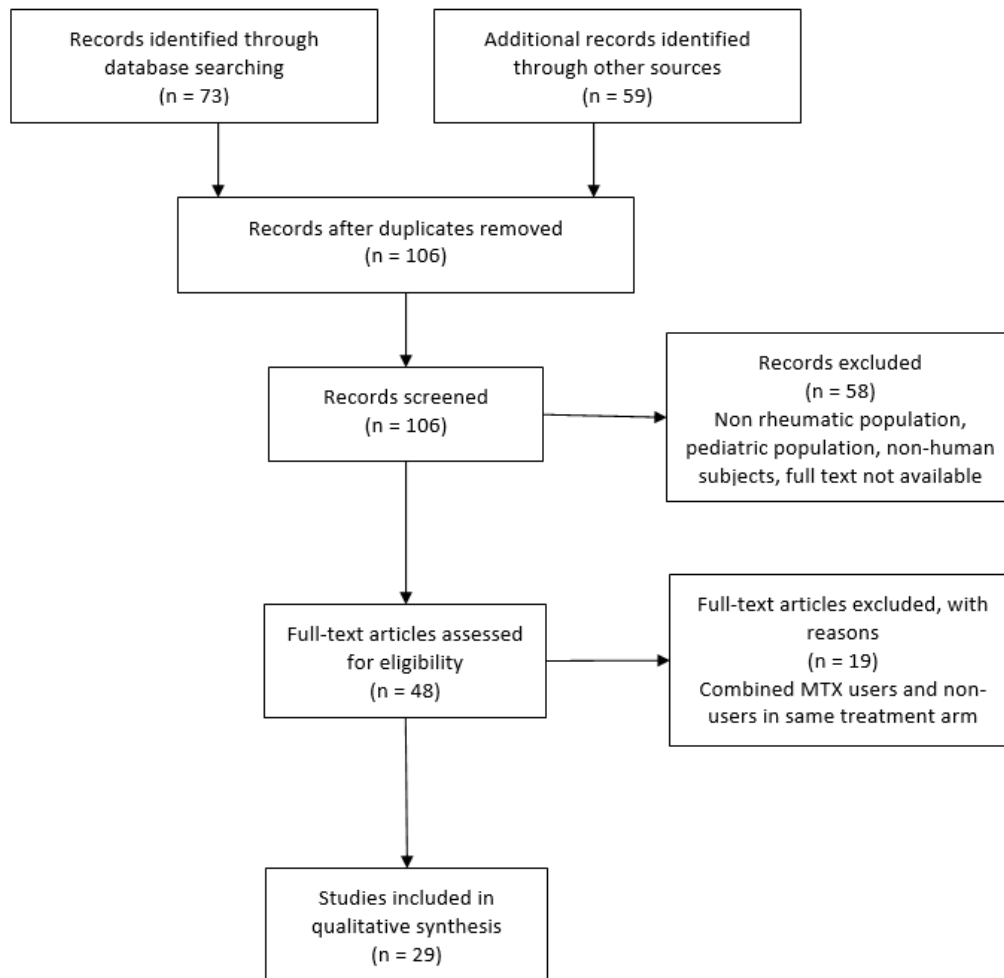 Records identified through
database searching
(n = 73)
Additional records identified
through other sources
(n = 59)
Records after duplicates removed
(n = 106)
Records screened
(n = 106)
Records excluded
(n = 58)
Non rheumatic population,
pediatric population, non-human
subjects, full text not available
Full-text articles assessed
for eligibility
(n = 48)
Full-text articles excluded, with
reasons
(n = 19)
Combined MTX users and non-
users in same treatment arm
Studies included in
qualitative synthesis
(n = 29)